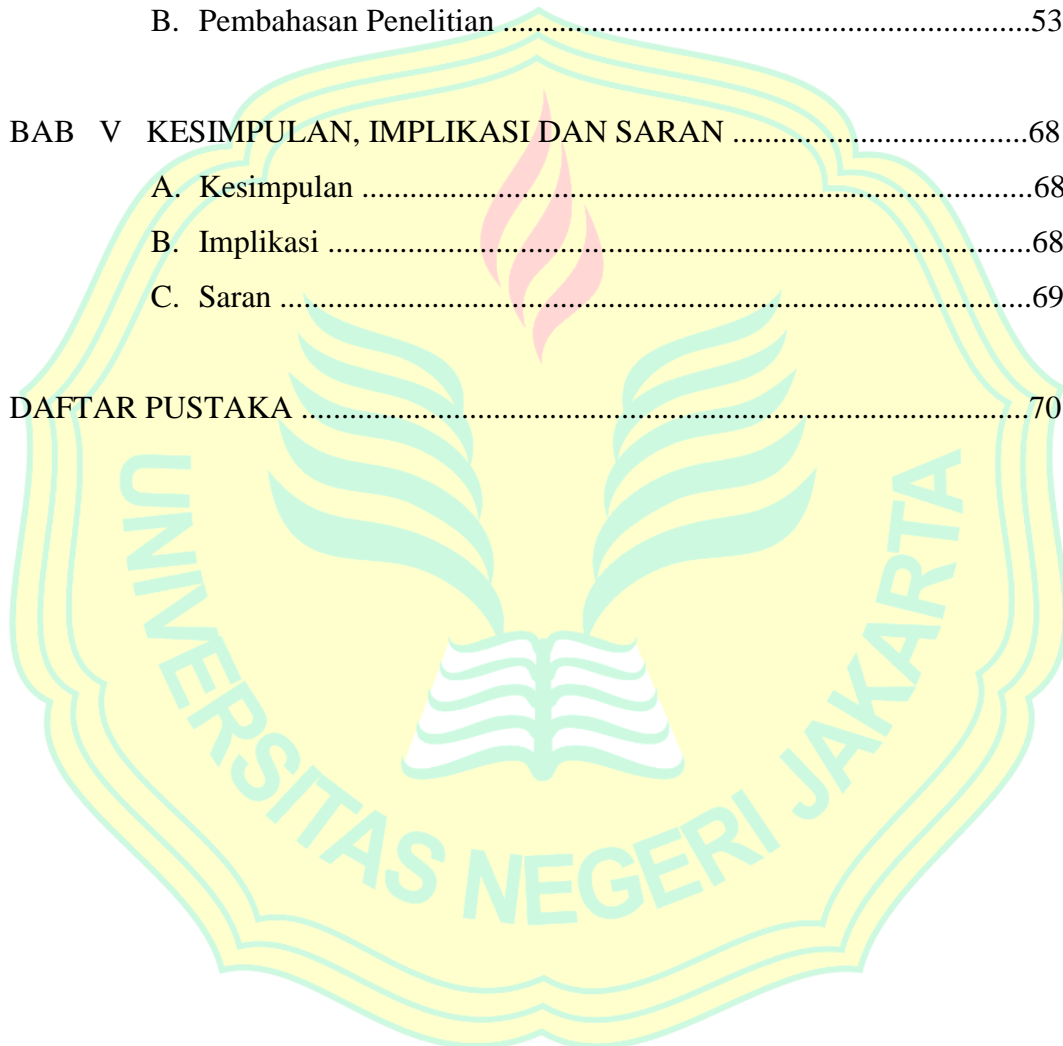 B. Pembahasan Penelitian ....................................................................53
BAB V KESIMPULAN, IMPLIKASI DAN SARAN ......................................68
A. Kesimpulan ......................................................................................68
B. Implikasi ..........................................................................................68
C. Saran ................................................................................................69
DAFTAR PUSTAKA ............................................................................................70
UNIVERSITAS NEGERI JAKARTA